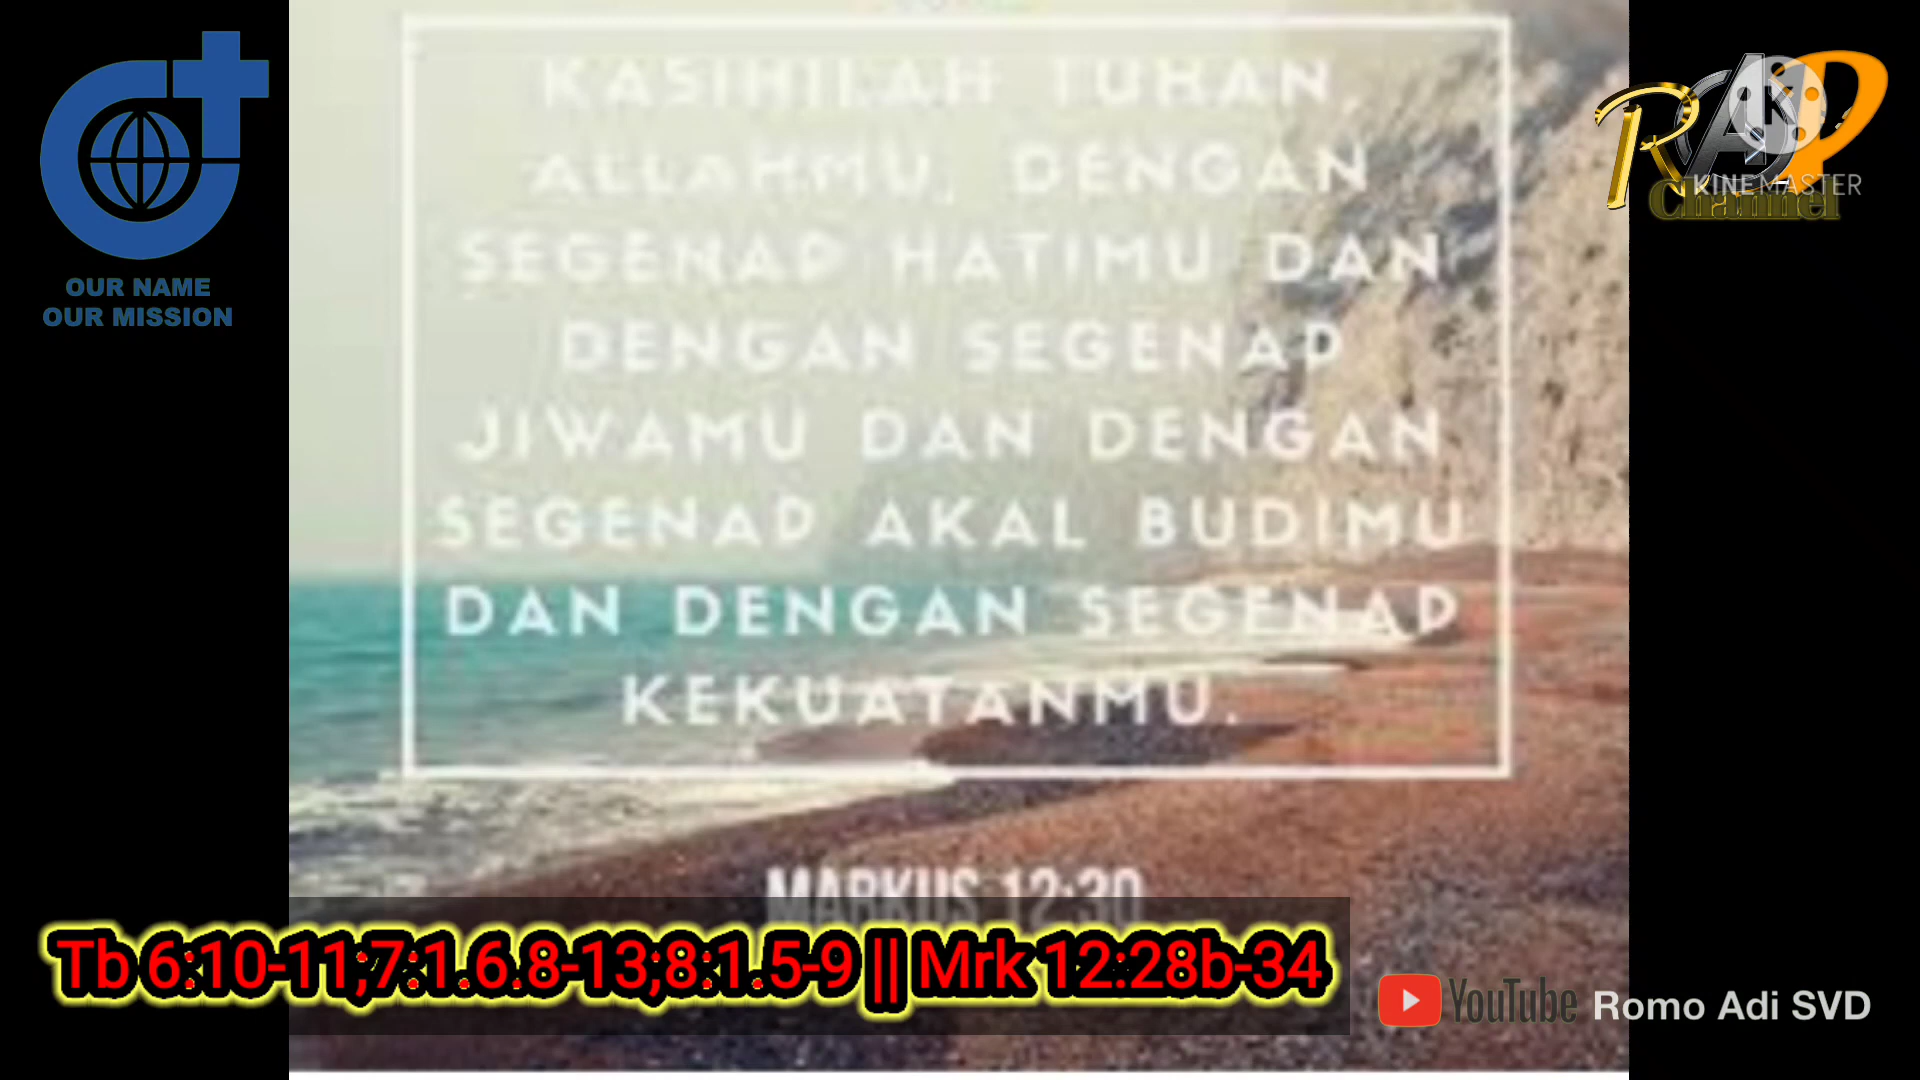 KASIHILAH TUHAN
ALLAHMU, DENGAN
SEGENAP HATIMU DAN
DENGAN SEGENAP
JIWAMU DAN DENGAN
SEGENAP AKAL BUDIMU
DAN DENGAN SEGENAP
KEKUATANMU.
MARKUS 12:30
OUR NAME
OUR MISSION
RAP
Channel
K
KINEMASTER
Tb 6:10-11;7:1.6.8-13;8:1.5-9 || Mrk 12:28b-34
YouTube Romo Adi SVD